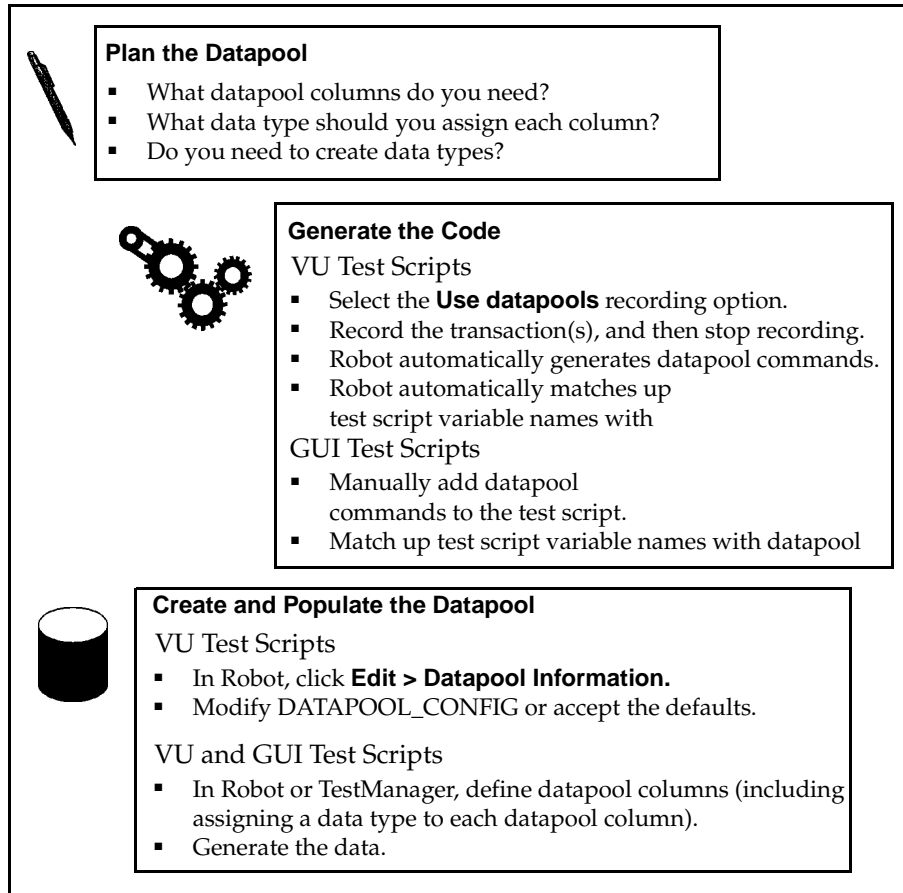 Plan the Datapool
▪ What datapool columns do you need?
▪ What data type should you assign each column?
▪ Do you need to create data types?
Generate the Code
VU Test Scripts
▪ Select the Use datapools recording option.
▪ Record the transaction(s), and then stop recording.
▪ Robot automatically generates datapool commands.
▪ Robot automatically matches up
test script variable names with
GUI Test Scripts
▪ Manually add datapool
commands to the test script.
▪ Match up test script variable names with datapool
Create and Populate the Datapool
VU Test Scripts
▪ In Robot, click Edit > Datapool Information.
▪ Modify DATAPOOL_CONFIG or accept the defaults.
VU and GUI Test Scripts
▪ In Robot or TestManager, define datapool columns (including
assigning a data type to each datapool column).
▪ Generate the data.